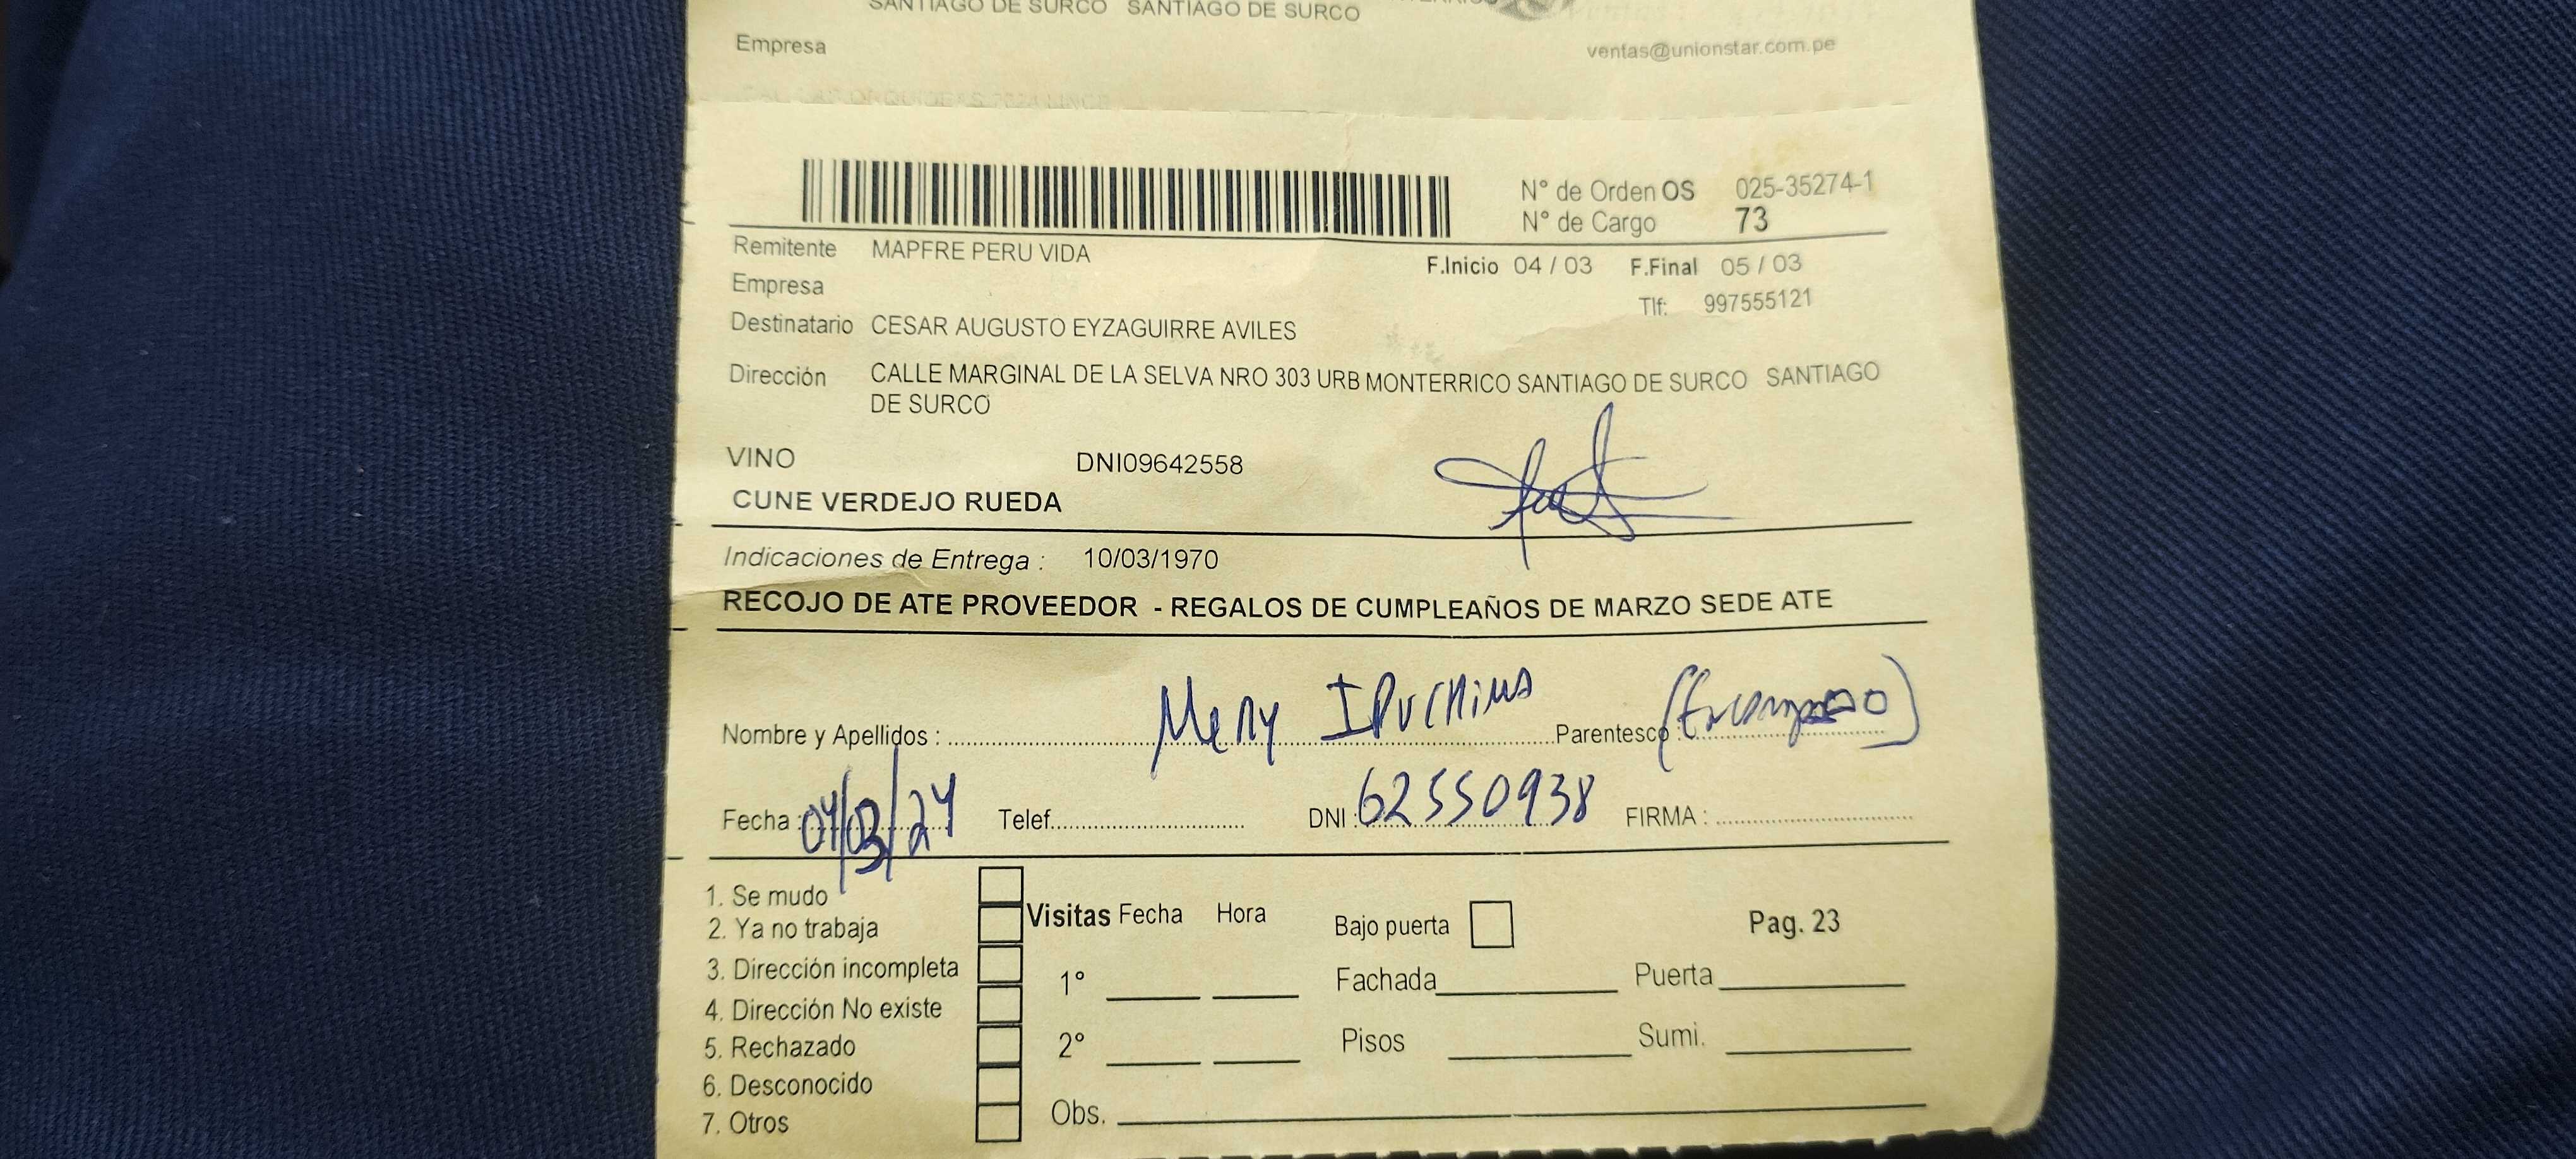 SANTIAGO DE SURCO SANTIAGO DE SURCO
Empresa ventas@unionstar.com.pe
N° de Orden OS 025-35274-1
N° de Cargo 73
Remitente MAPFRE PERU VIDA
F.Inicio 04 / 03 F.Final 05 / 03
Empresa
Tlf: 997555121
Destinatario CESAR AUGUSTO EYZAGUIRRE AVILES
Dirección CALLE MARGINAL DE LA SELVA NRO 303 URB MONTERRICO SANTIAGO DE SURCO SANTIAGO
DE SURCO
VINO DNI09642558
CUNE VERDEJO RUEDA
Indicaciones de Entrega : 10/03/1970
RECOJO DE ATE PROVEEDOR - REGALOS DE CUMPLEAÑOS DE MARZO SEDE ATE
Nombre y Apellidos : Meny Parentesco :
Fecha : 04/03/24 Telef. DNI : 62550938 FIRMA :
1. Se mudo
2. Ya no trabaja
3. Dirección incompleta
4. Dirección No existe
5. Rechazado
6. Desconocido
7. Otros
Visitas Fecha Hora
1°
2°
Obs.
Bajo puerta Pag. 23
Fachada Puerta
Pisos Sumi.